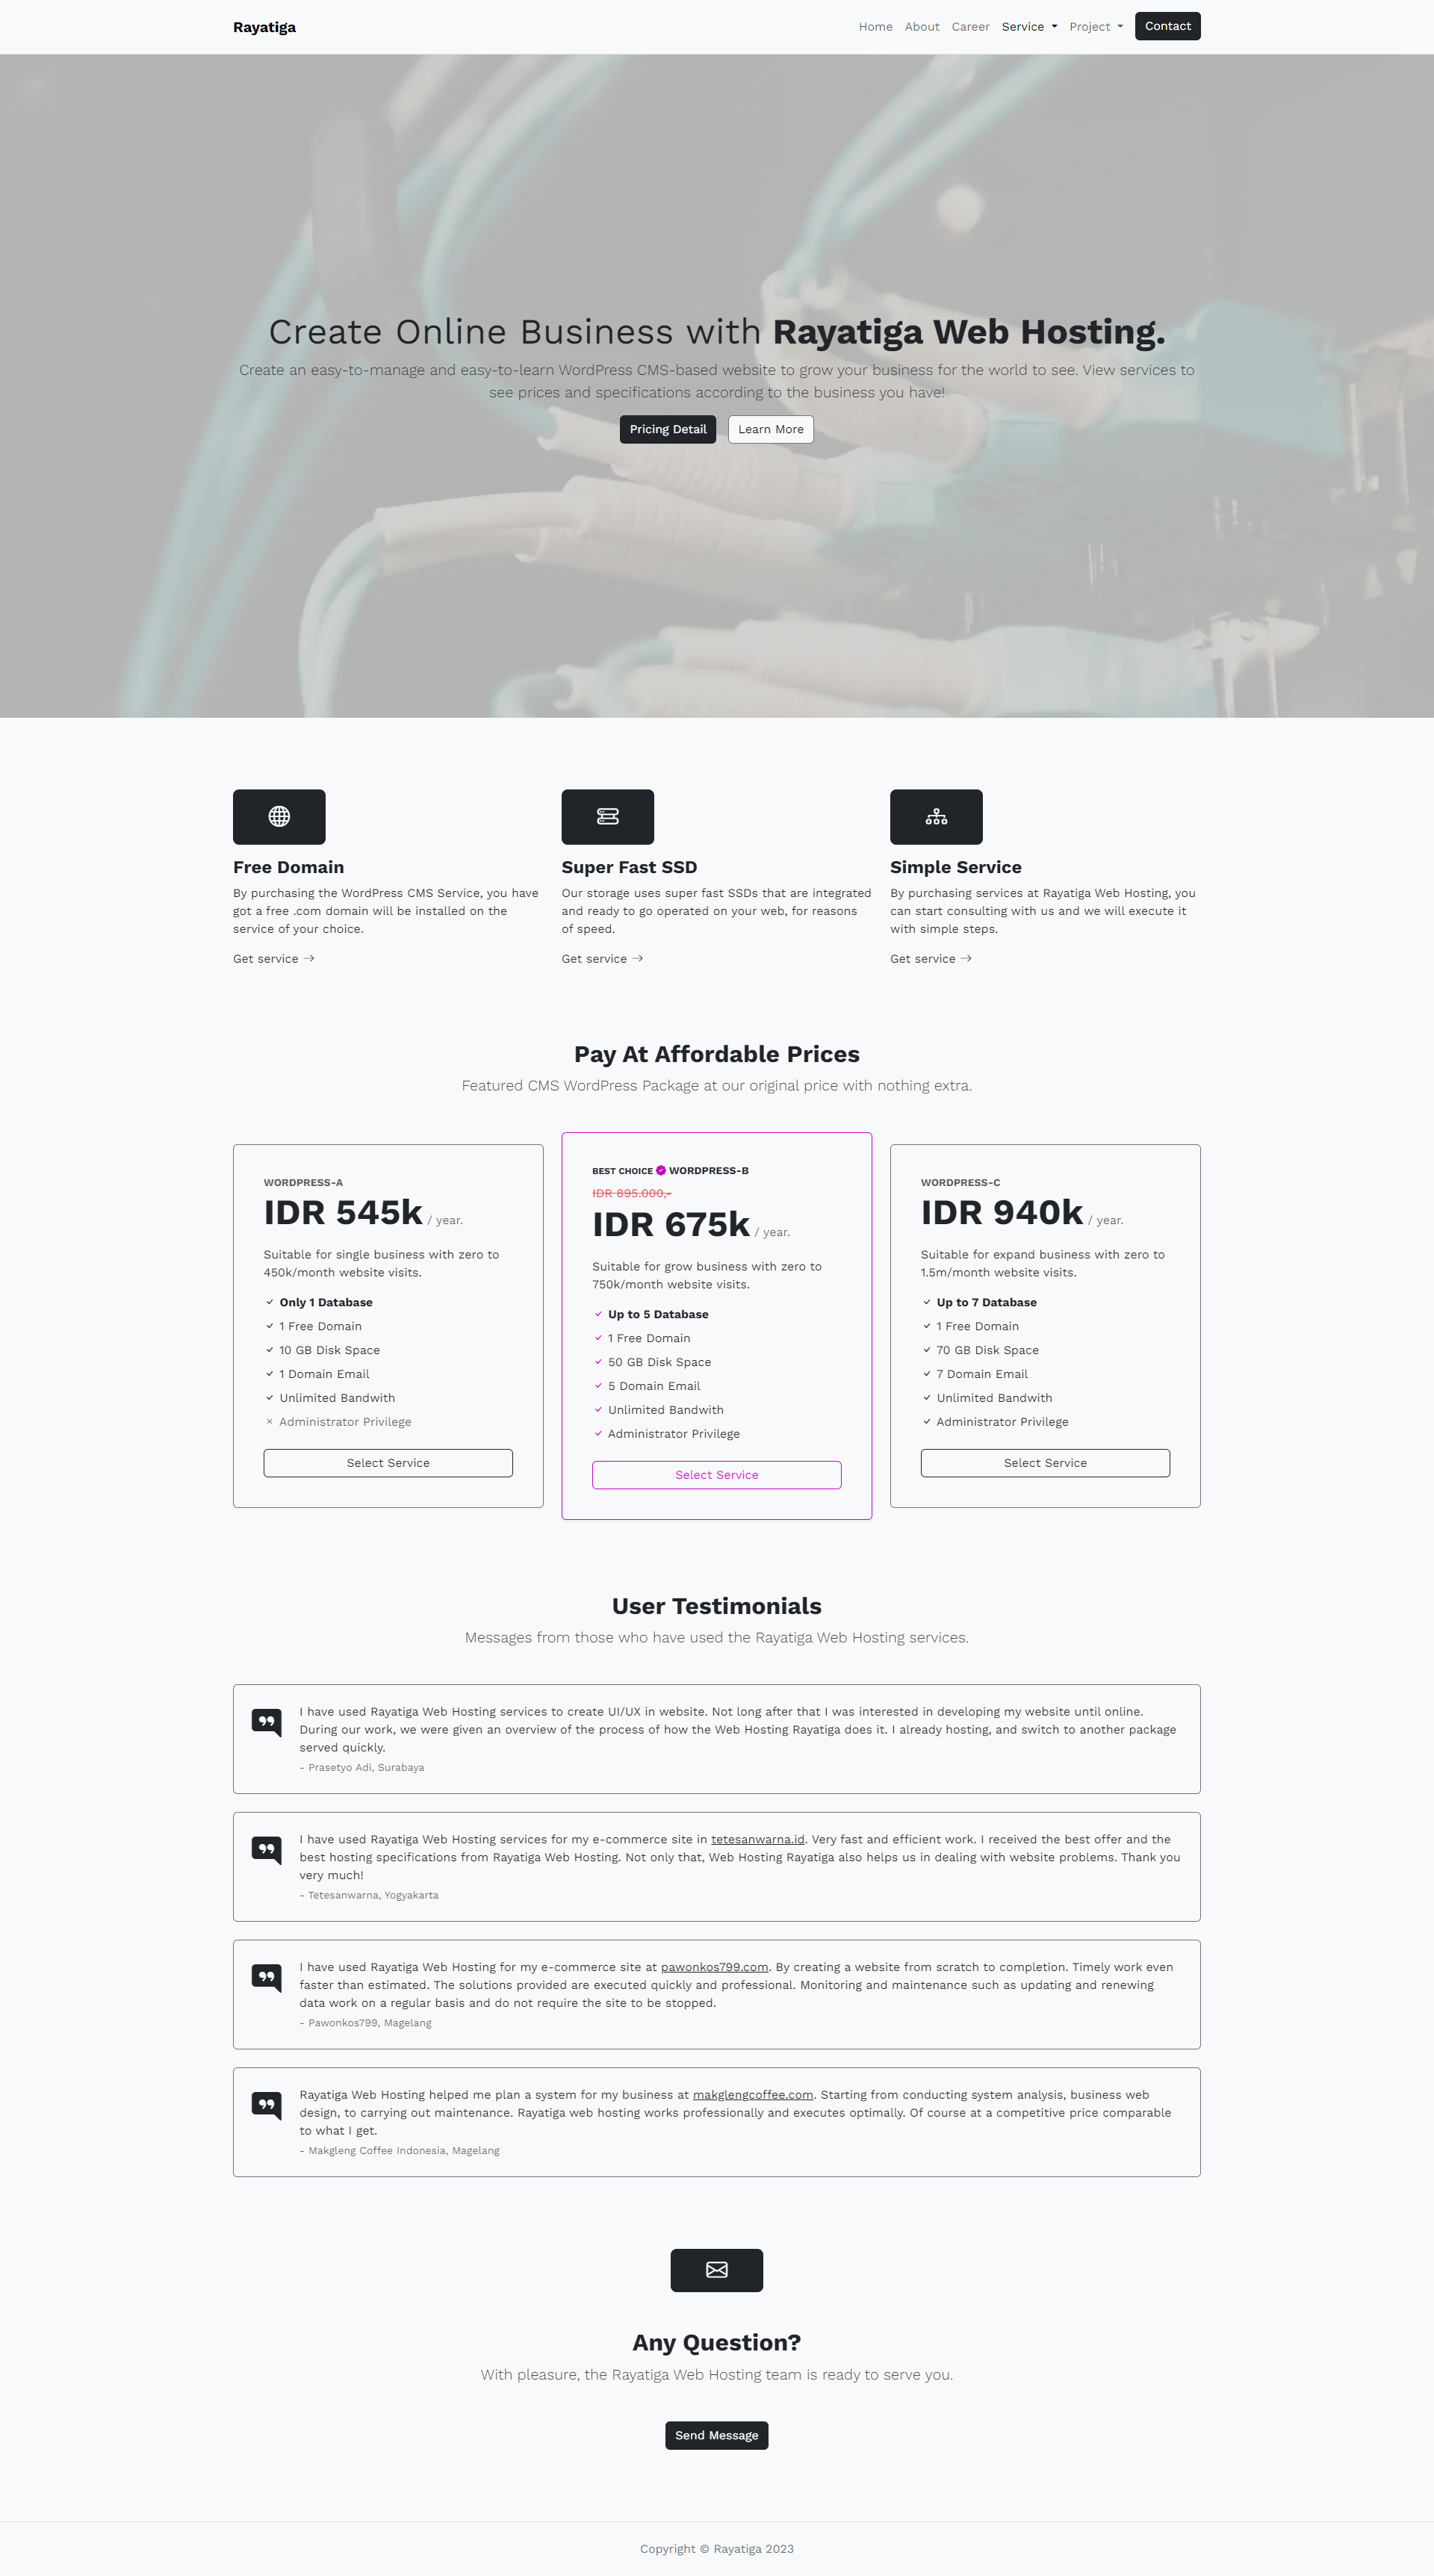 Rayatiga
Home About Career Service Project Contact
Create Online Business with Rayatiga Web Hosting.
Create an easy-to-manage and easy-to-learn WordPress CMS-based website to grow your business for the world to see. View services to
see prices and specifications according to the business you have!
Pricing Detail Learn More
Free Domain
By purchasing the WordPress CMS Service, you have
got a free .com domain will be installed on the
service of your choice.
Get service →
Super Fast SSD
Our storage uses super fast SSDs that are integrated
and ready to go operated on your web, for reasons
of speed.
Get service →
Simple Service
By purchasing services at Rayatiga Web Hosting, you
can start consulting with us and we will execute it
with simple steps.
Get service →
Pay At Affordable Prices
Featured CMS WordPress Package at our original price with nothing extra.
WORDPRESS-A
IDR 545k / year.
Suitable for single business with zero to
450k/month website visits.
Only 1 Database
1 Free Domain
10 GB Disk Space
1 Domain Email
Unlimited Bandwith
Administrator Privilege
Select Service
BEST CHOICE WORDPRESS-B
IDR 895.000,-
IDR 675k / year.
Suitable for grow business with zero to
750k/month website visits.
Up to 5 Database
1 Free Domain
50 GB Disk Space
5 Domain Email
Unlimited Bandwith
Administrator Privilege
Select Service
WORDPRESS-C
IDR 940k / year.
Suitable for expand business with zero to
1.5m/month website visits.
Up to 7 Database
1 Free Domain
70 GB Disk Space
7 Domain Email
Unlimited Bandwith
Administrator Privilege
Select Service
User Testimonials
Messages from those who have used the Rayatiga Web Hosting services.
I have used Rayatiga Web Hosting services to create UI/UX in website. Not long after that I was interested in developing my website until online.
During our work, we were given an overview of the process of how the Web Hosting Rayatiga does it. I already hosting, and switch to another package
served quickly.
- Prasetyo Adi, Surabaya
I have used Rayatiga Web Hosting services for my e-commerce site in tetesanwarna.id. Very fast and efficient work. I received the best offer and the
best hosting specifications from Rayatiga Web Hosting. Not only that, Web Hosting Rayatiga also helps us in dealing with website problems. Thank you
very much!
- Tetesanwarna, Yogyakarta
I have used Rayatiga Web Hosting for my e-commerce site at pawonkos799.com. By creating a website from scratch to completion. Timely work even
faster than estimated. The solutions provided are executed quickly and professional. Monitoring and maintenance such as updating and renewing
data work on a regular basis and do not require the site to be stopped.
- Pawonkos799, Magelang
Rayatiga Web Hosting helped me plan a system for my business at makglengcoffee.com. Starting from conducting system analysis, business web
design, to carrying out maintenance. Rayatiga web hosting works professionally and executes optimally. Of course at a competitive price comparable
to what I get.
- Makgleng Coffee Indonesia, Magelang
Any Question?
With pleasure, the Rayatiga Web Hosting team is ready to serve you.
Send Message
Copyright © Rayatiga 2023